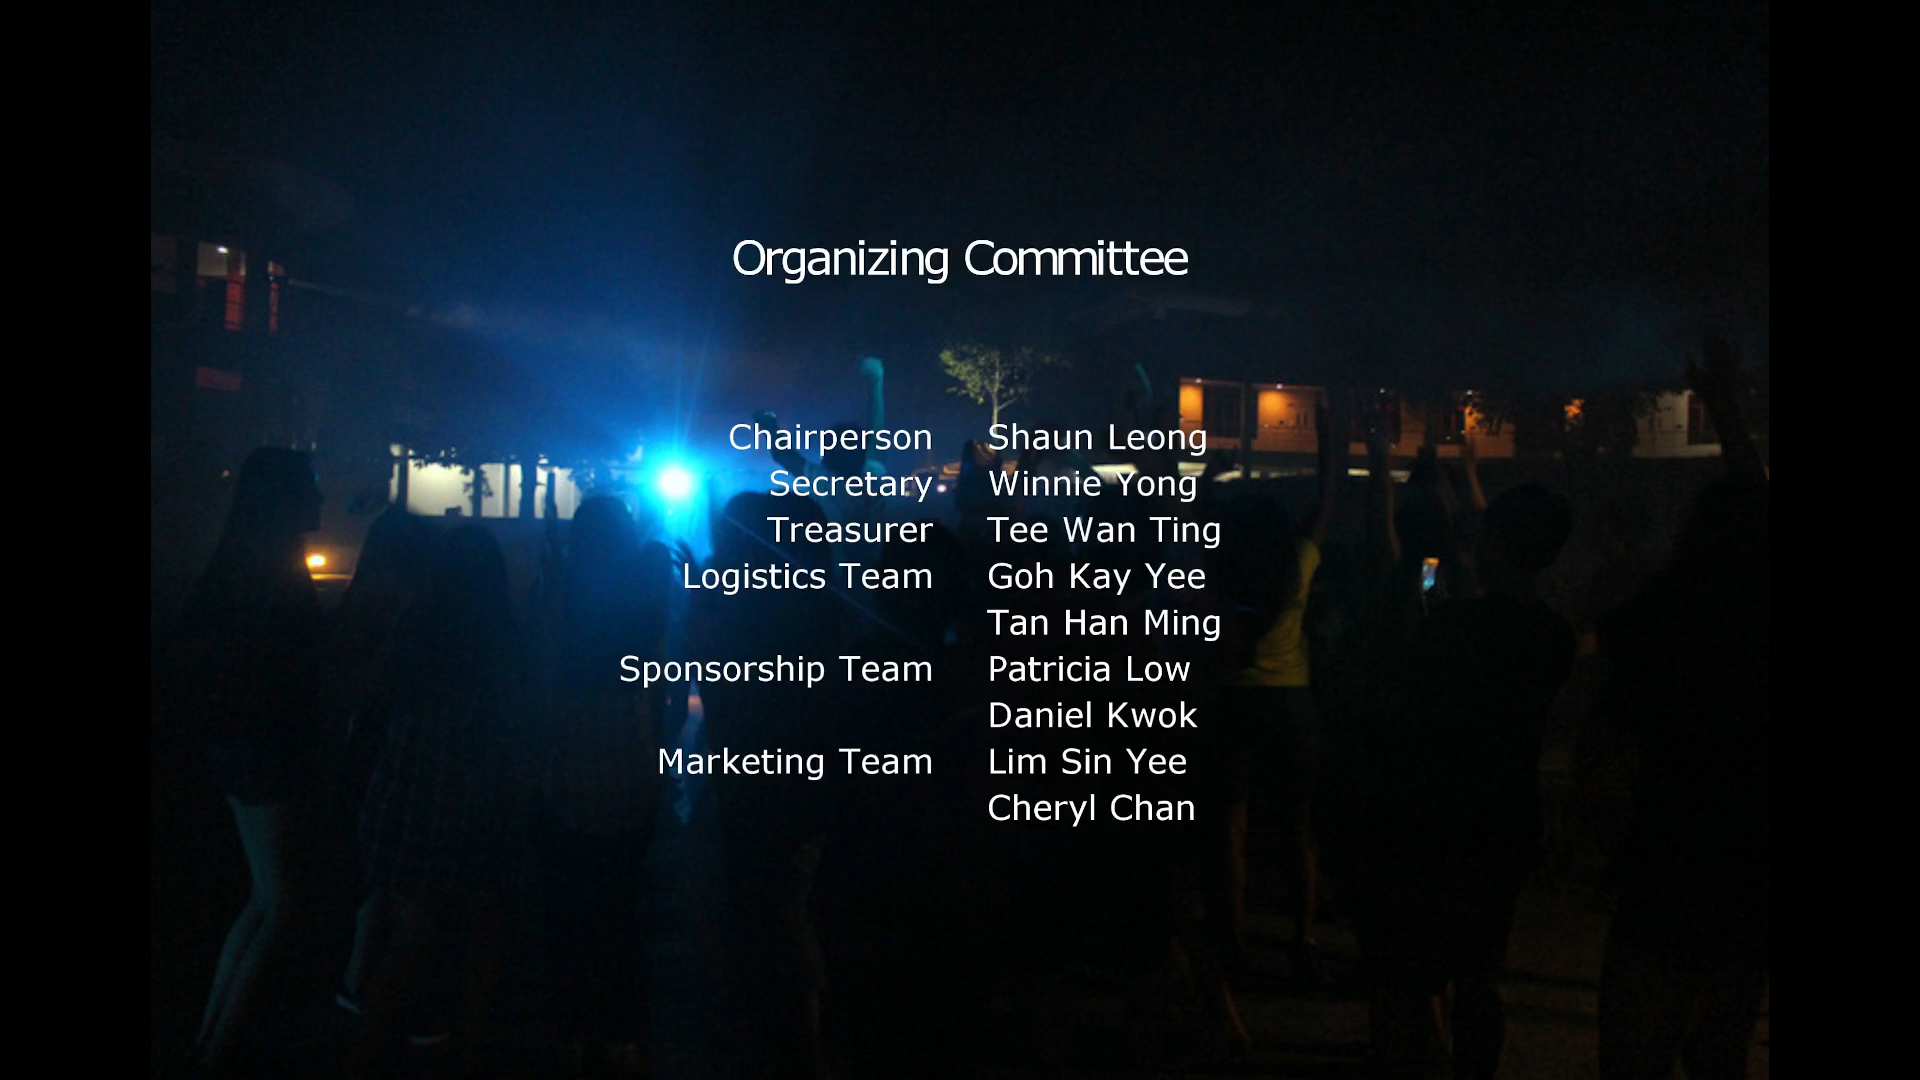 Organizing Committee
Chairperson Shaun Leong
Secretary Winnie Yong
Treasurer Tee Wan Ting
Logistics Team Goh Kay Yee
Tan Han Ming
Sponsorship Team Patricia Low
Daniel Kwok
Marketing Team Lim Sin Yee
Cheryl Chan